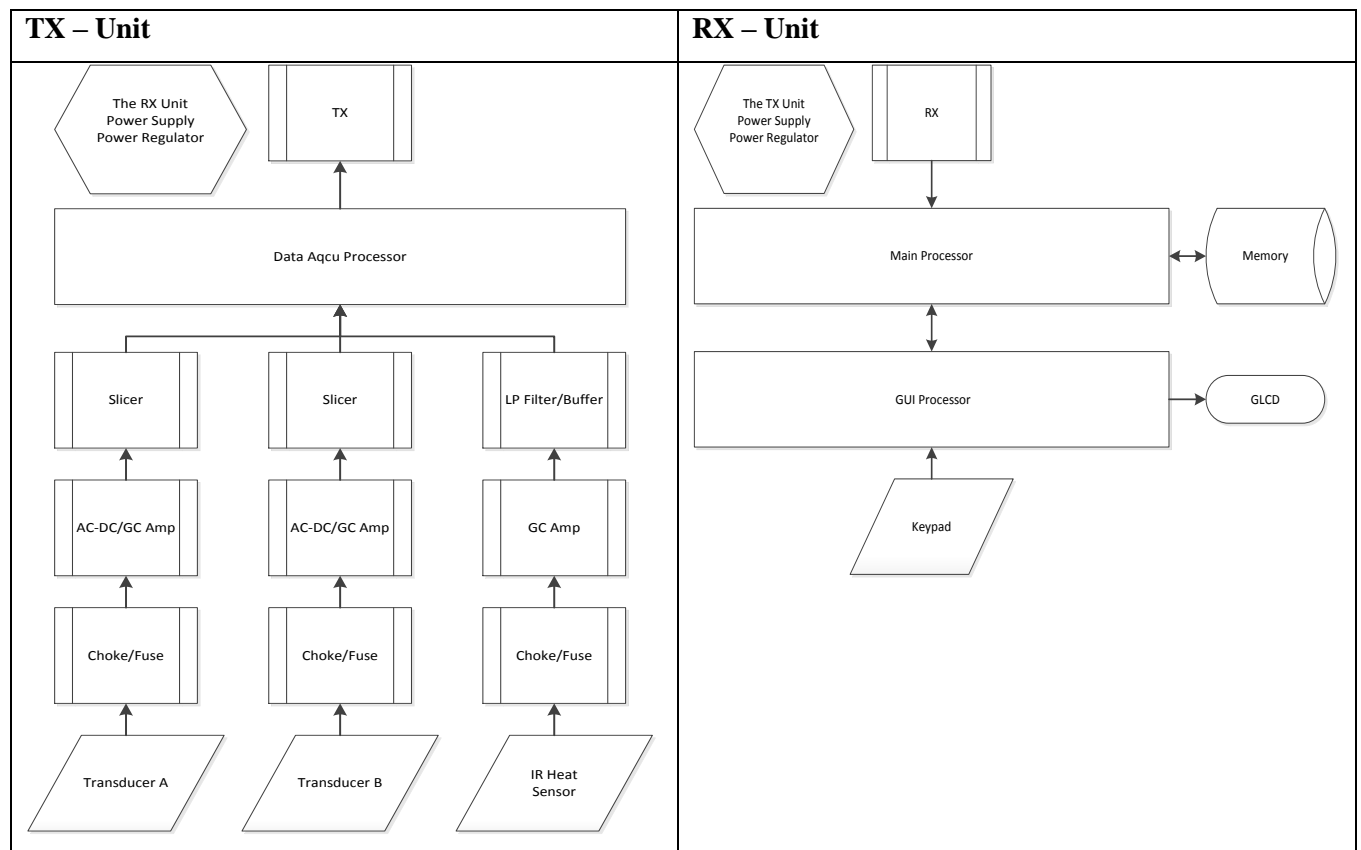 TX – Unit
RX – Unit
The RX Unit
Power Supply
Power Regulator
TX
Data Aqcu Processor
Slicer
Slicer
LP Filter/Buffer
AC-DC/GC Amp
AC-DC/GC Amp
GC Amp
Choke/Fuse
Choke/Fuse
Choke/Fuse
Transducer A
Transducer B
IR Heat
Sensor
The TX Unit
Power Supply
Power Regulator
RX
Main Processor
Memory
GUI Processor
GLCD
Keypad